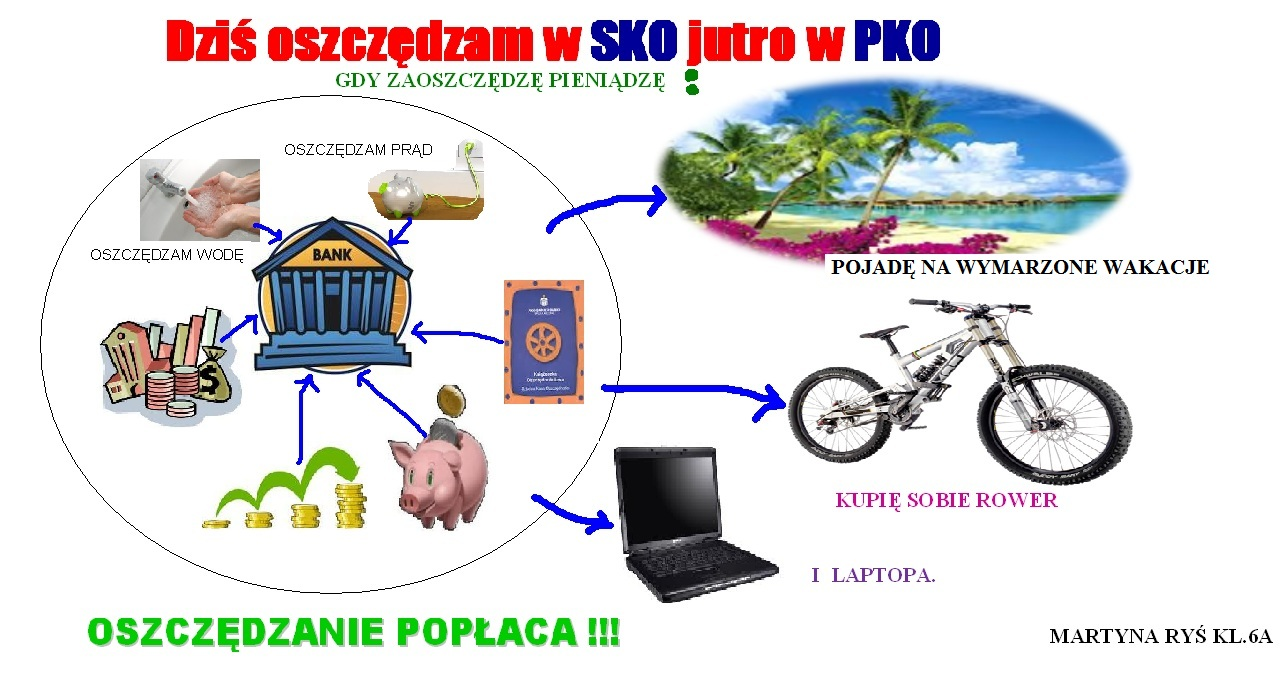 Dziś oszczędzam w SKO jutro w PKO
GDY ZAOSZCZĘDZĘ PIENIĄDZĘ :
OSZCZĘDZAM PRĄD
OSZCZĘDZAM WODĘ
BANK
$
POJADĘ NA WYMARZONE WAKACJE
KUPIĘ SOBIE ROWER
I LAPTOPA.
OSZCZĘDZANIE POPŁACA !!!
MARTYNA RYŚ KL.6A